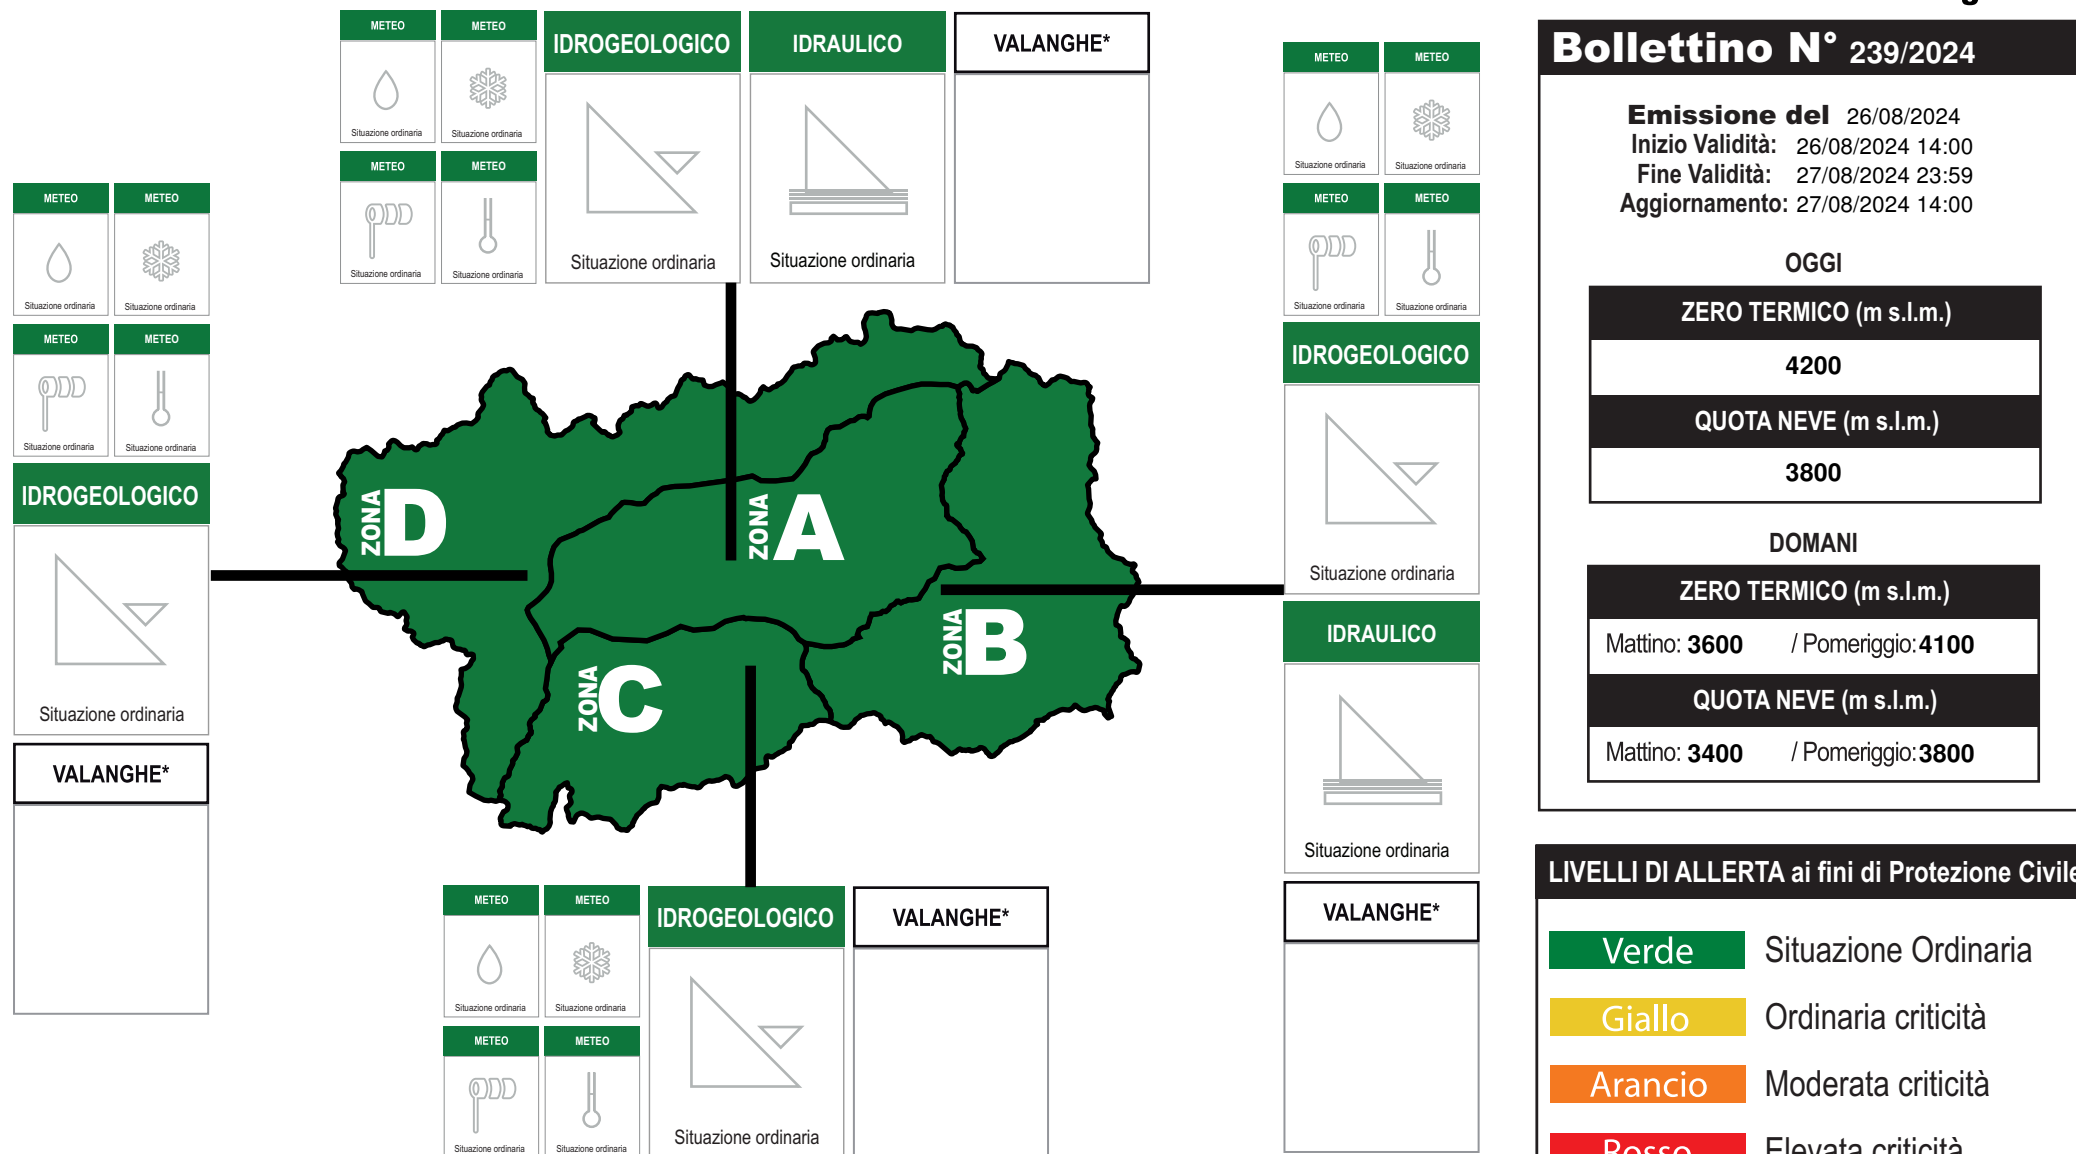 METEO METEO
Situazione ordinaria Situazione ordinaria
METEO METEO
Situazione ordinaria Situazione ordinaria
IDROGEOLOGICO
Situazione ordinaria
IDRAULICO
Situazione ordinaria
VALANGHE*
METEO METEO
Situazione ordinaria Situazione ordinaria
METEO METEO
Situazione ordinaria Situazione ordinaria
IDROGEOLOGICO
Situazione ordinaria
VALANGHE*
ZONA D
ZONA A
ZONA B
ZONA C
METEO METEO
Situazione ordinaria Situazione ordinaria
METEO METEO
Situazione ordinaria Situazione ordinaria
IDROGEOLOGICO
Situazione ordinaria
IDRAULICO
Situazione ordinaria
VALANGHE*
METEO METEO
Situazione ordinaria Situazione ordinaria
METEO METEO
Situazione ordinaria Situazione ordinaria
IDROGEOLOGICO
Situazione ordinaria
VALANGHE*
Bollettino N° 239/2024
Emissione del 26/08/2024
Inizio Validità: 26/08/2024 14:00
Fine Validità: 27/08/2024 23:59
Aggiornamento: 27/08/2024 14:00
OGGI
ZERO TERMICO (m s.l.m.)
4200
QUOTA NEVE (m s.l.m.)
3800
DOMANI
ZERO TERMICO (m s.l.m.)
Mattino: 3600 / Pomeriggio: 4100
QUOTA NEVE (m s.l.m.)
Mattino: 3400 / Pomeriggio: 3800
LIVELLI DI ALLERTA ai fini di Protezione Civile
Verde Situazione Ordinaria
Giallo Ordinaria criticità
Arancio Moderata criticità
Rosso Elevata criticità